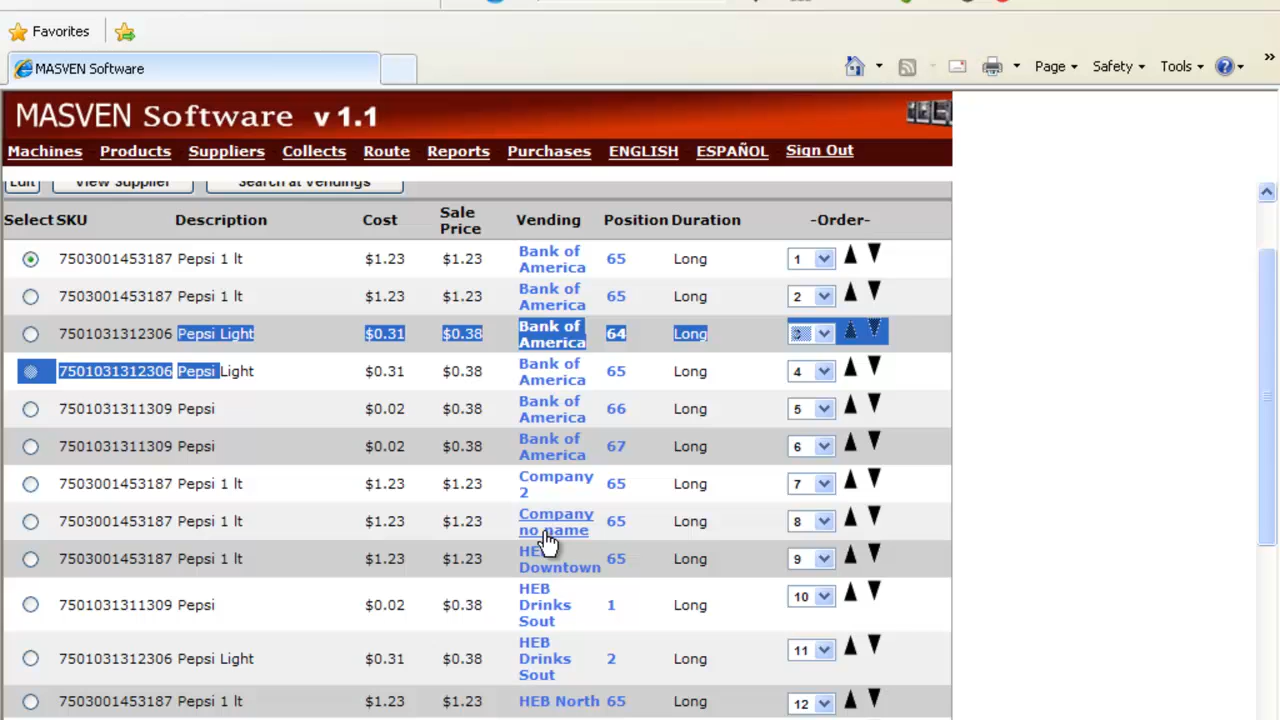 Favorites
MASVEN Software
Page
Safety
Tools
MASVEN Software v 1.1
Machines Products Suppliers Collects Route Reports Purchases ENGLISH ESPAÑOL Sign Out
Edit View Supplier Search at Vendings
Select SKU Description Cost Sale Price Vending Position Duration -Order-
7503001453187 Pepsi 1 lt $1.23 $1.23 Bank of America 65 Long 1
7503001453187 Pepsi 1 lt $1.23 $1.23 Bank of America 65 Long 2
7501031312306 Pepsi Light $0.31 $0.38 Bank of America 64 Long 3
7501031312306 Pepsi Light $0.31 $0.38 Bank of America 65 Long 4
7501031311309 Pepsi $0.02 $0.38 Bank of America 66 Long 5
7501031311309 Pepsi $0.02 $0.38 Bank of America 67 Long 6
7503001453187 Pepsi 1 lt $1.23 $1.23 Company 2 65 Long 7
7503001453187 Pepsi 1 lt $1.23 $1.23 Company no name 65 Long 8
7503001453187 Pepsi 1 lt $1.23 $1.23 HEB Downtown 65 Long 9
7501031311309 Pepsi $0.02 $0.38 HEB Drinks Sout 1 Long 10
7501031312306 Pepsi Light $0.31 $0.38 HEB Drinks Sout 2 Long 11
7503001453187 Pepsi 1 lt $1.23 $1.23 HEB North 65 Long 12